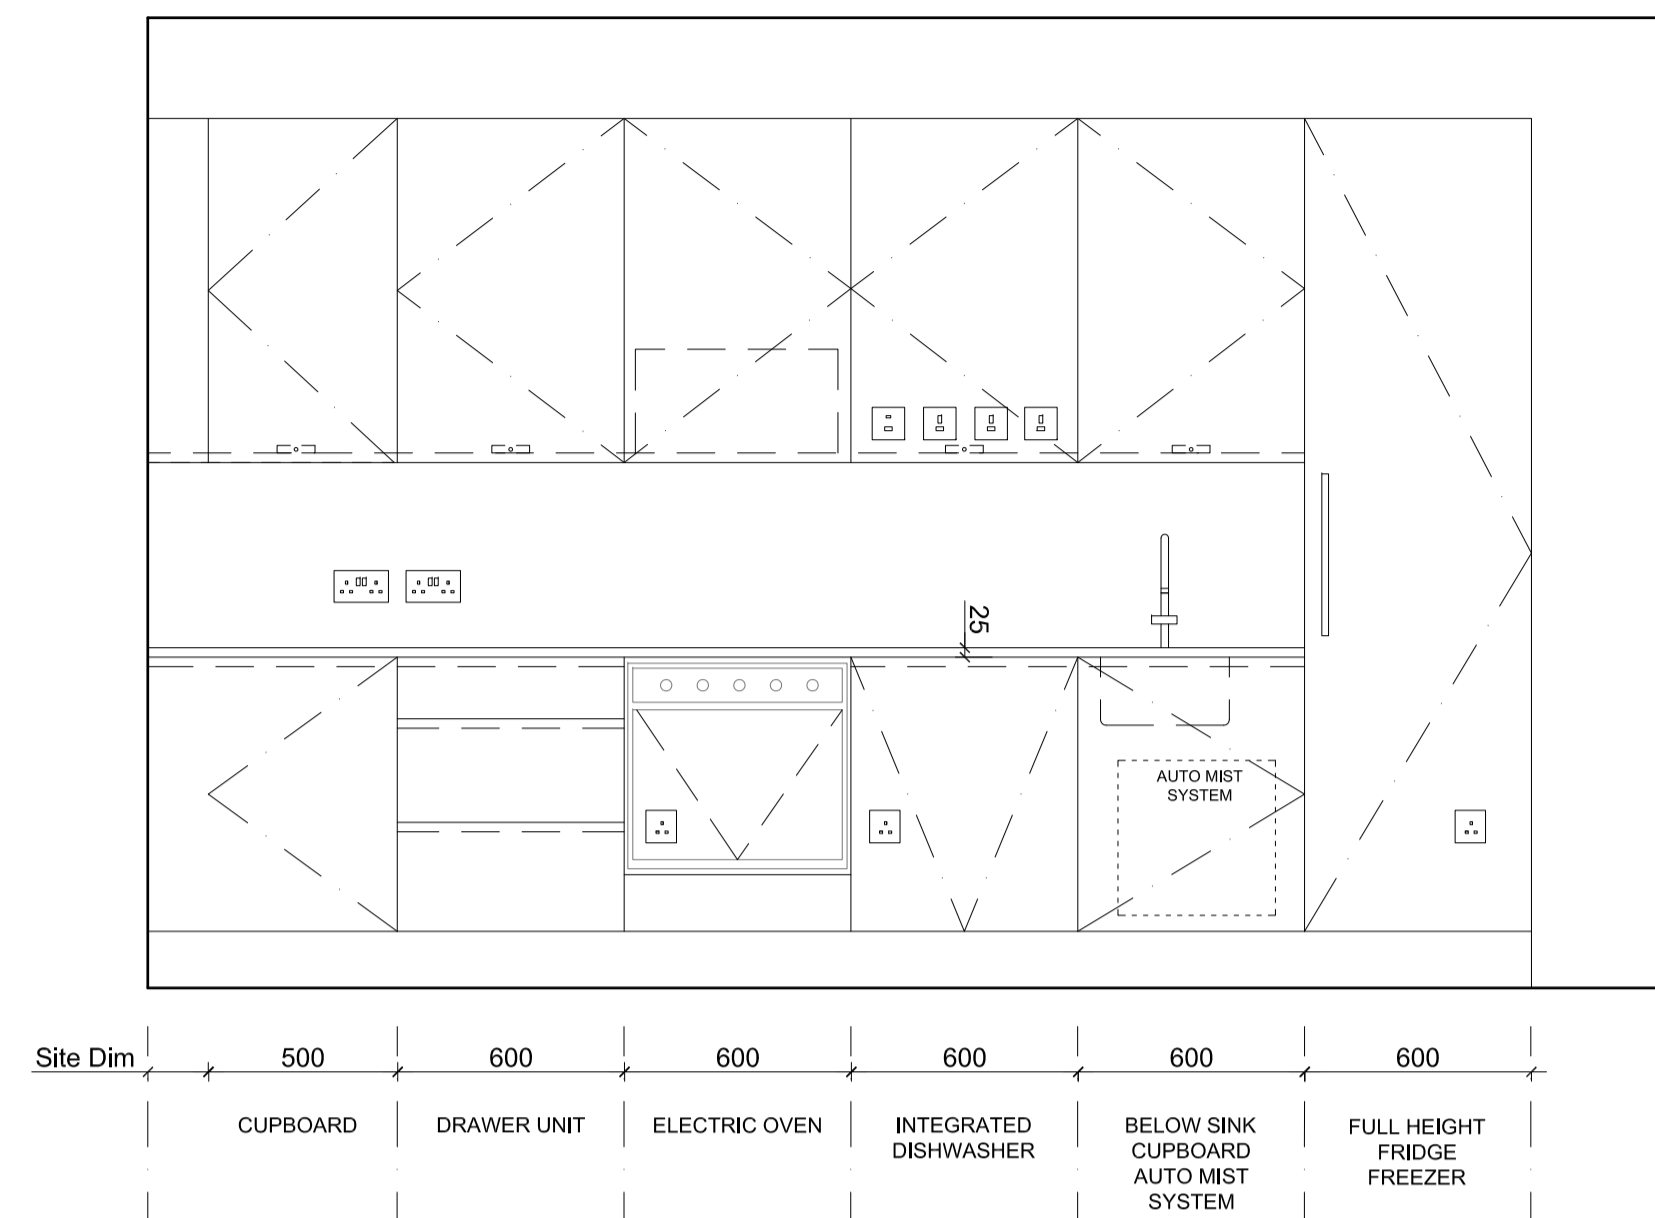 25
AUTO MIST
SYSTEM
Site Dim 500 600 600 600 600 600
CUPBOARD
DRAWER UNIT
ELECTRIC OVEN
INTEGRATED
DISHWASHER
BELOW SINK
CUPBOARD
AUTO MIST
SYSTEM
FULL HEIGHT
FRIDGE
FREEZER